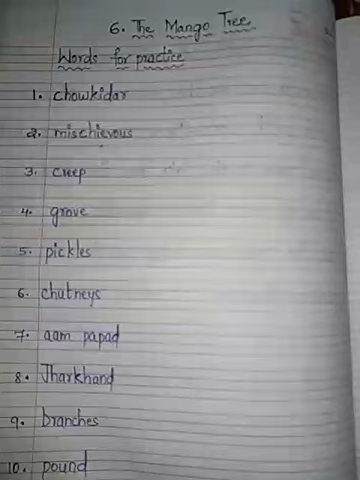 6. The Mango Tree
Words for practice
1. chowkidar
2. mischievous
3. creep
4. grove
5. pickles
6. chutneys
7. aam papad
8. Jharkhand
9. branches
10. pound